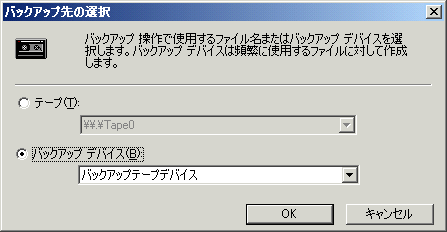 バックアップ先の選択
バックアップ 操作で使用するファイル名またはバックアップ デバイスを選
択します。バックアップ デバイスは頻繁に使用するファイルに対して作成
します。
テープ(T):
¥¥.¥Tape0
バックアップ デバイス(B):
バックアップテープデバイス
OK
キャンセル